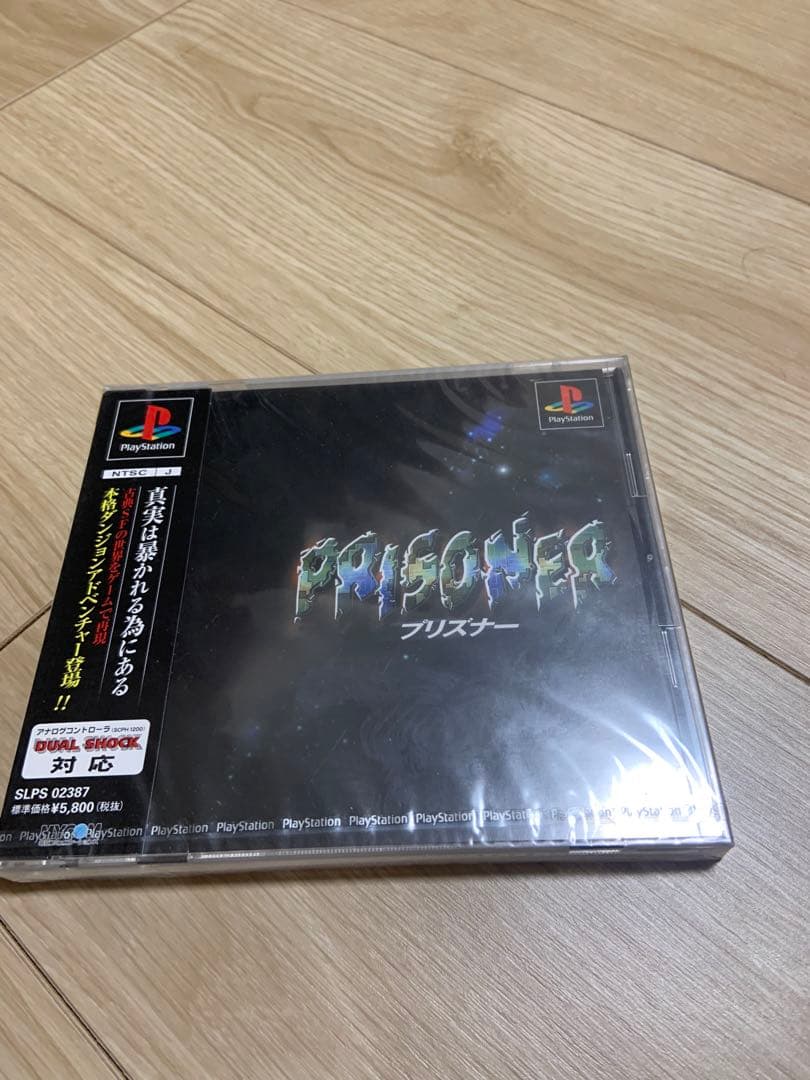 PlayStation
NTSC J
真実は暴かれる為にある
古典SFの世界をゲームで再現
本格ダンジョンアドベンチャー登場!!
アナログコントローラ(SCPH 1200)
DUAL SHOCK
対応
SLPS 02387
標準価格¥5,800(税抜)
PlayStation
PRISONER
プリズナー
PlayStation PlayStation PlayStation PlayStation PlayStation PlayStation PlayStation PlayStation